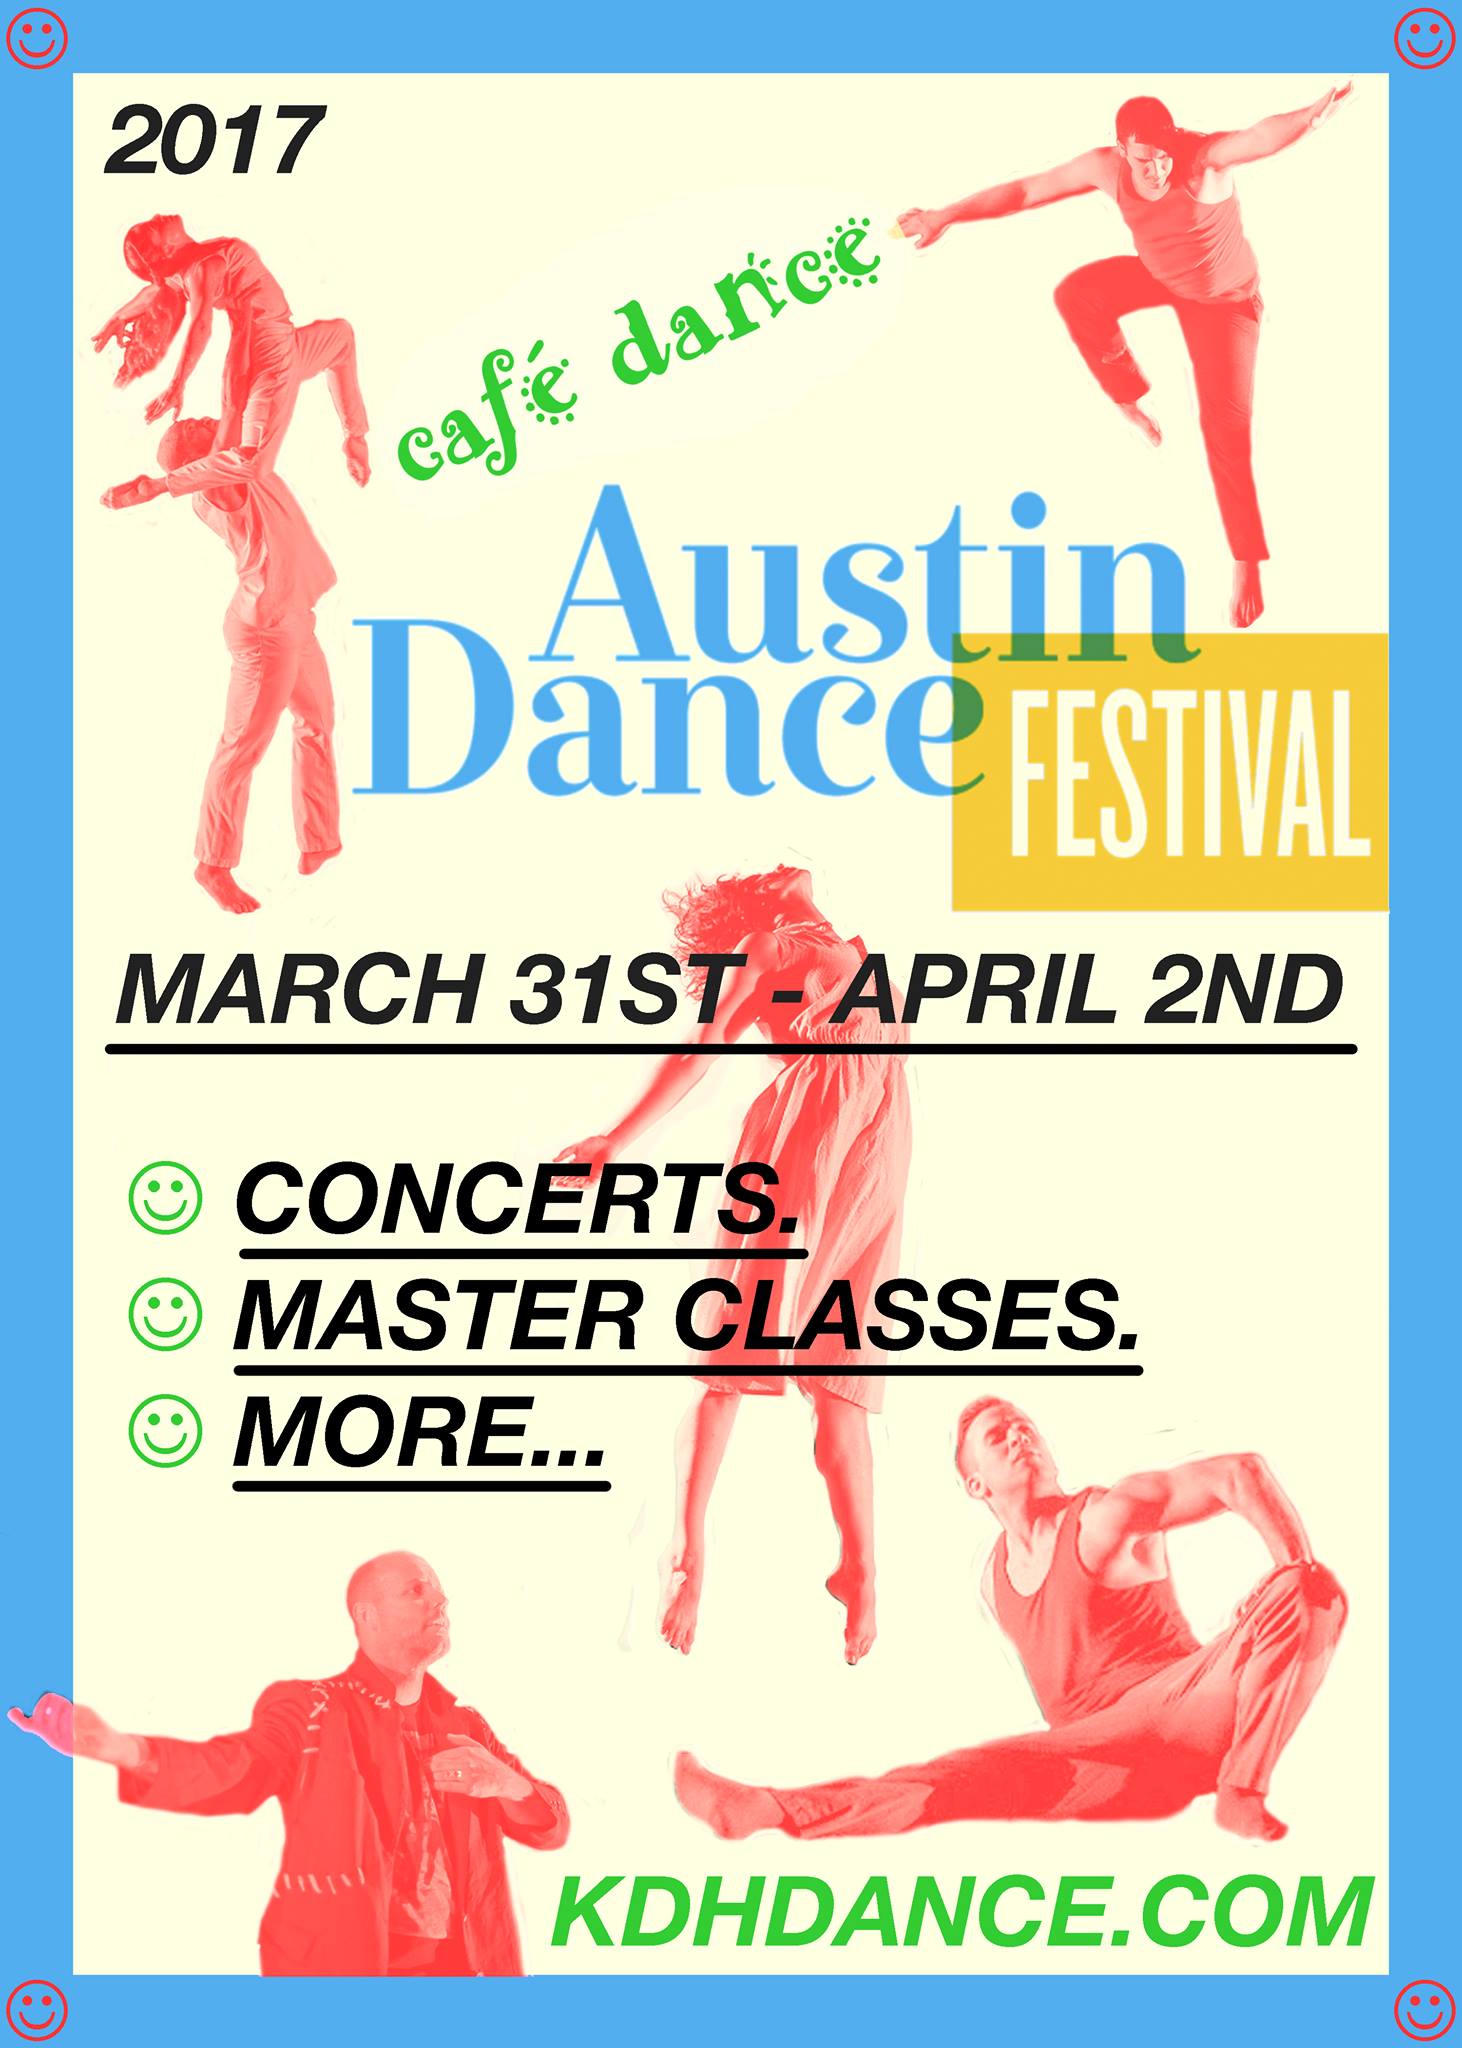 2017
café dance
Austin
Dance
FESTIVAL
MARCH 31ST - APRIL 2ND
CONCERTS.
MASTER CLASSES.
MORE...
KDHDANCE.COM